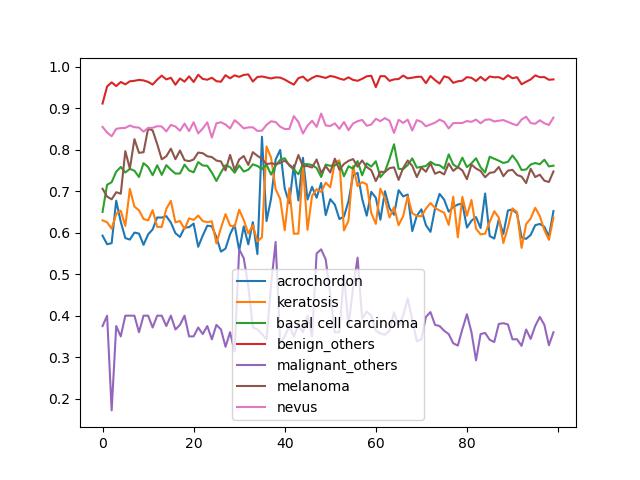 1.0
0.9
0.8
0.7
0.6
0.5
0.4
0.3
0.2
0 20 40 60 80
acrochordon
keratosis
basal cell carcinoma
benign_others
malignant_others
melanoma
nevus